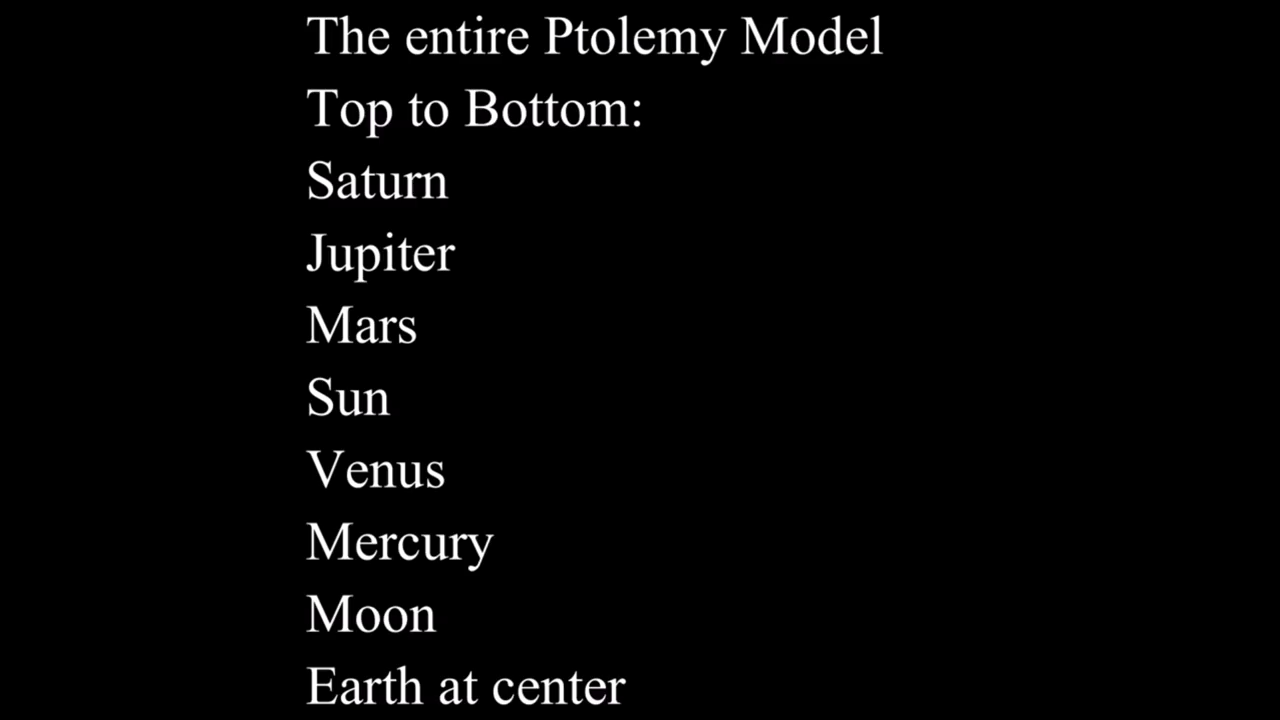 The entire Ptolemy Model
Top to Bottom:
Saturn
Jupiter
Mars
Sun
Venus
Mercury
Moon
Earth at center